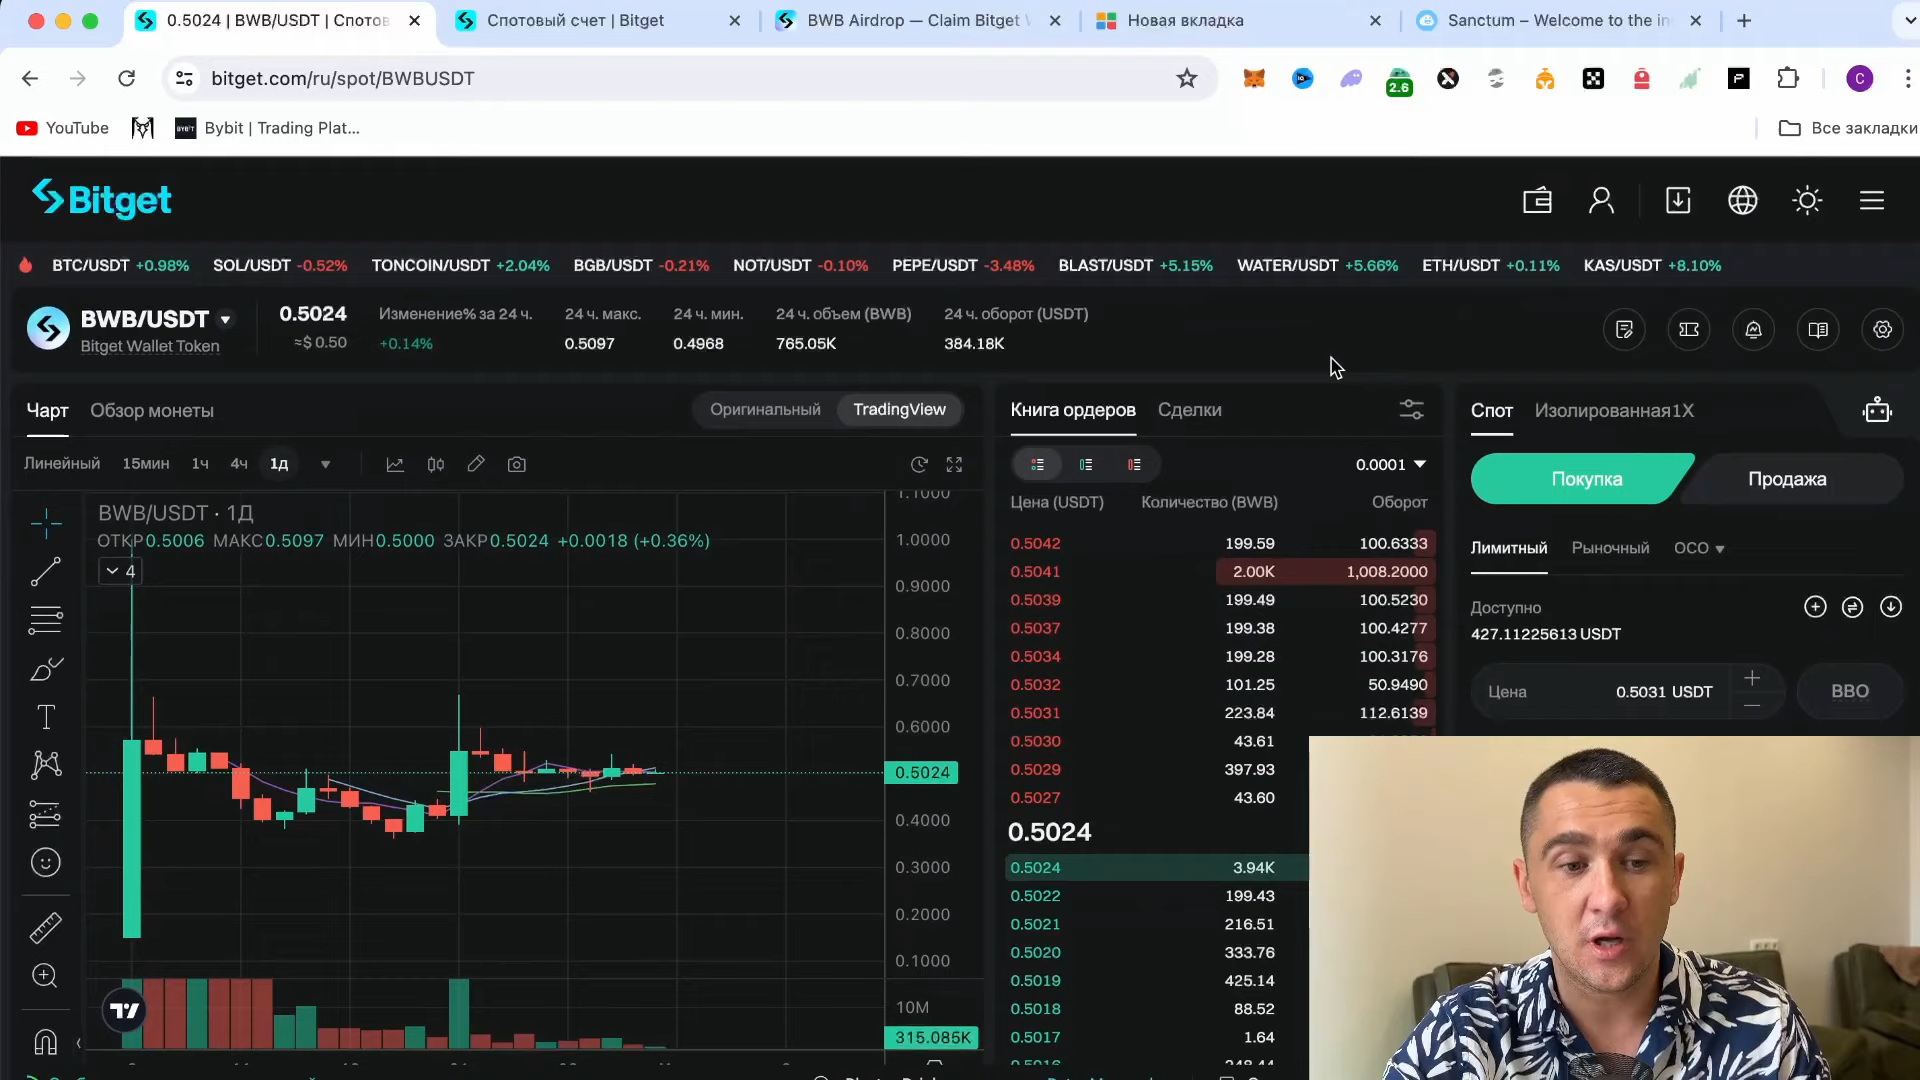 0.5024 | BWB/USDT | Спотов
Спотовый счет | Bitget
BWB Airdrop — Claim Bitget
Новая вкладка
Sanctum – Welcome to the in
bitget.com/ru/spot/BWBUSDT
2.6
C
YouTube
BYBIT
Bybit | Trading Plat...
Все закладки
Bitget
BTC/USDT +0.98% SOL/USDT -0.52% TONCOIN/USDT +2.04% BGB/USDT -0.21% NOT/USDT -0.10% PEPE/USDT -3.48% BLAST/USDT +5.15% WATER/USDT +5.66% ETH/USDT +0.11% KAS/USDT +8.10%
BWB/USDT
Bitget Wallet Token
0.5024
≈$ 0.50
Изменение% за 24 ч.
+0.14%
24 ч. макс.
0.5097
24 ч. мин.
0.4968
24 ч. объем (BWB)
765.05K
24 ч. оборот (USDT)
384.18K
Чарт Обзор монеты
Оригинальный TradingView
Линейный 15мин 1ч 4ч 1д
BWB/USDT · 1Д
ОТКР0.5006 МАКС0.5097 МИН0.5000 ЗАКР0.5024 +0.0018 (+0.36%)
4
1.1000
1.0000
0.9000
0.8000
0.7000
0.6000
0.5024
0.4000
0.3000
0.2000
0.1000
10M
315.085K
Книга ордеров Сделки
0.0001
Цена (USDT) Количество (BWB) Оборот
0.5042 199.59 100.6333
0.5041 2.00K 1,008.2000
0.5039 199.49 100.5230
0.5037 199.38 100.4277
0.5034 199.28 100.3176
0.5032 101.25 50.9490
0.5031 223.84 112.6139
0.5030 43.61
0.5029 397.93
0.5027 43.60
0.5024
0.5024 3.94K
0.5022 199.43
0.5021 216.51
0.5020 333.76
0.5019 425.14
0.5018 88.52
0.5017 1.64
Спот Изолированная1X
Покупка Продажа
Лимитный Рыночный OCO
Доступно
427.11225613 USDT
Цена 0.5031 USDT
BBO